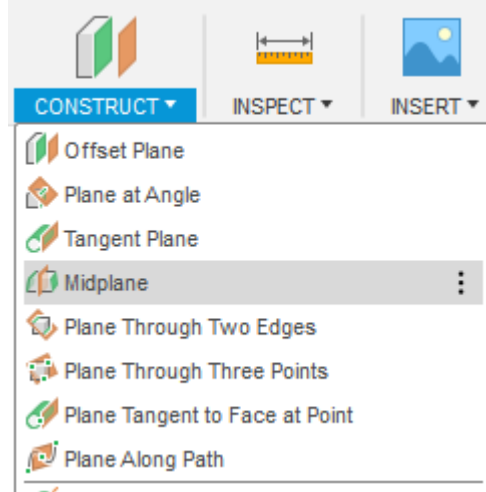 CONSTRUCT INSPECT INSERT
Offset Plane
Plane at Angle
Tangent Plane
Midplane
Plane Through Two Edges
Plane Through Three Points
Plane Tangent to Face at Point
Plane Along Path